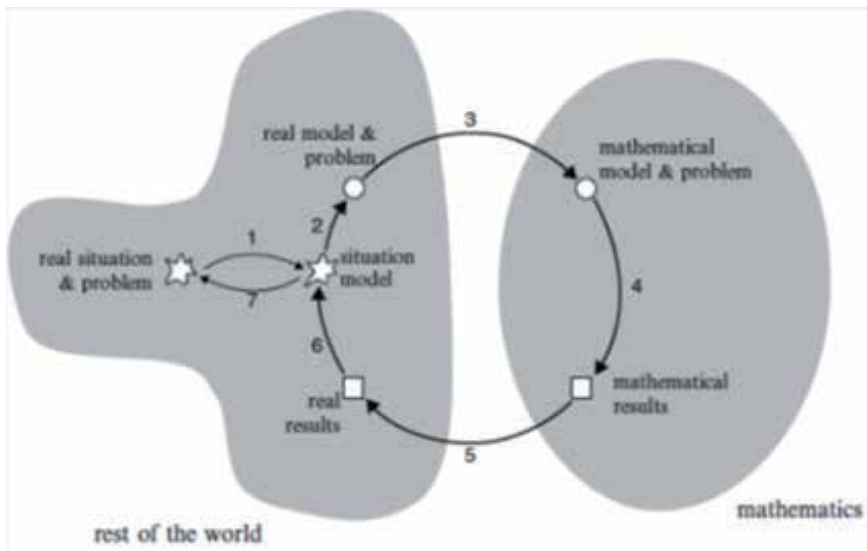 3
real model &
problem
mathematical
model & problem
2
1
real situation
& problem
situation
model
7
4
6
real
results
mathematical
results
5
rest of the world
mathematics